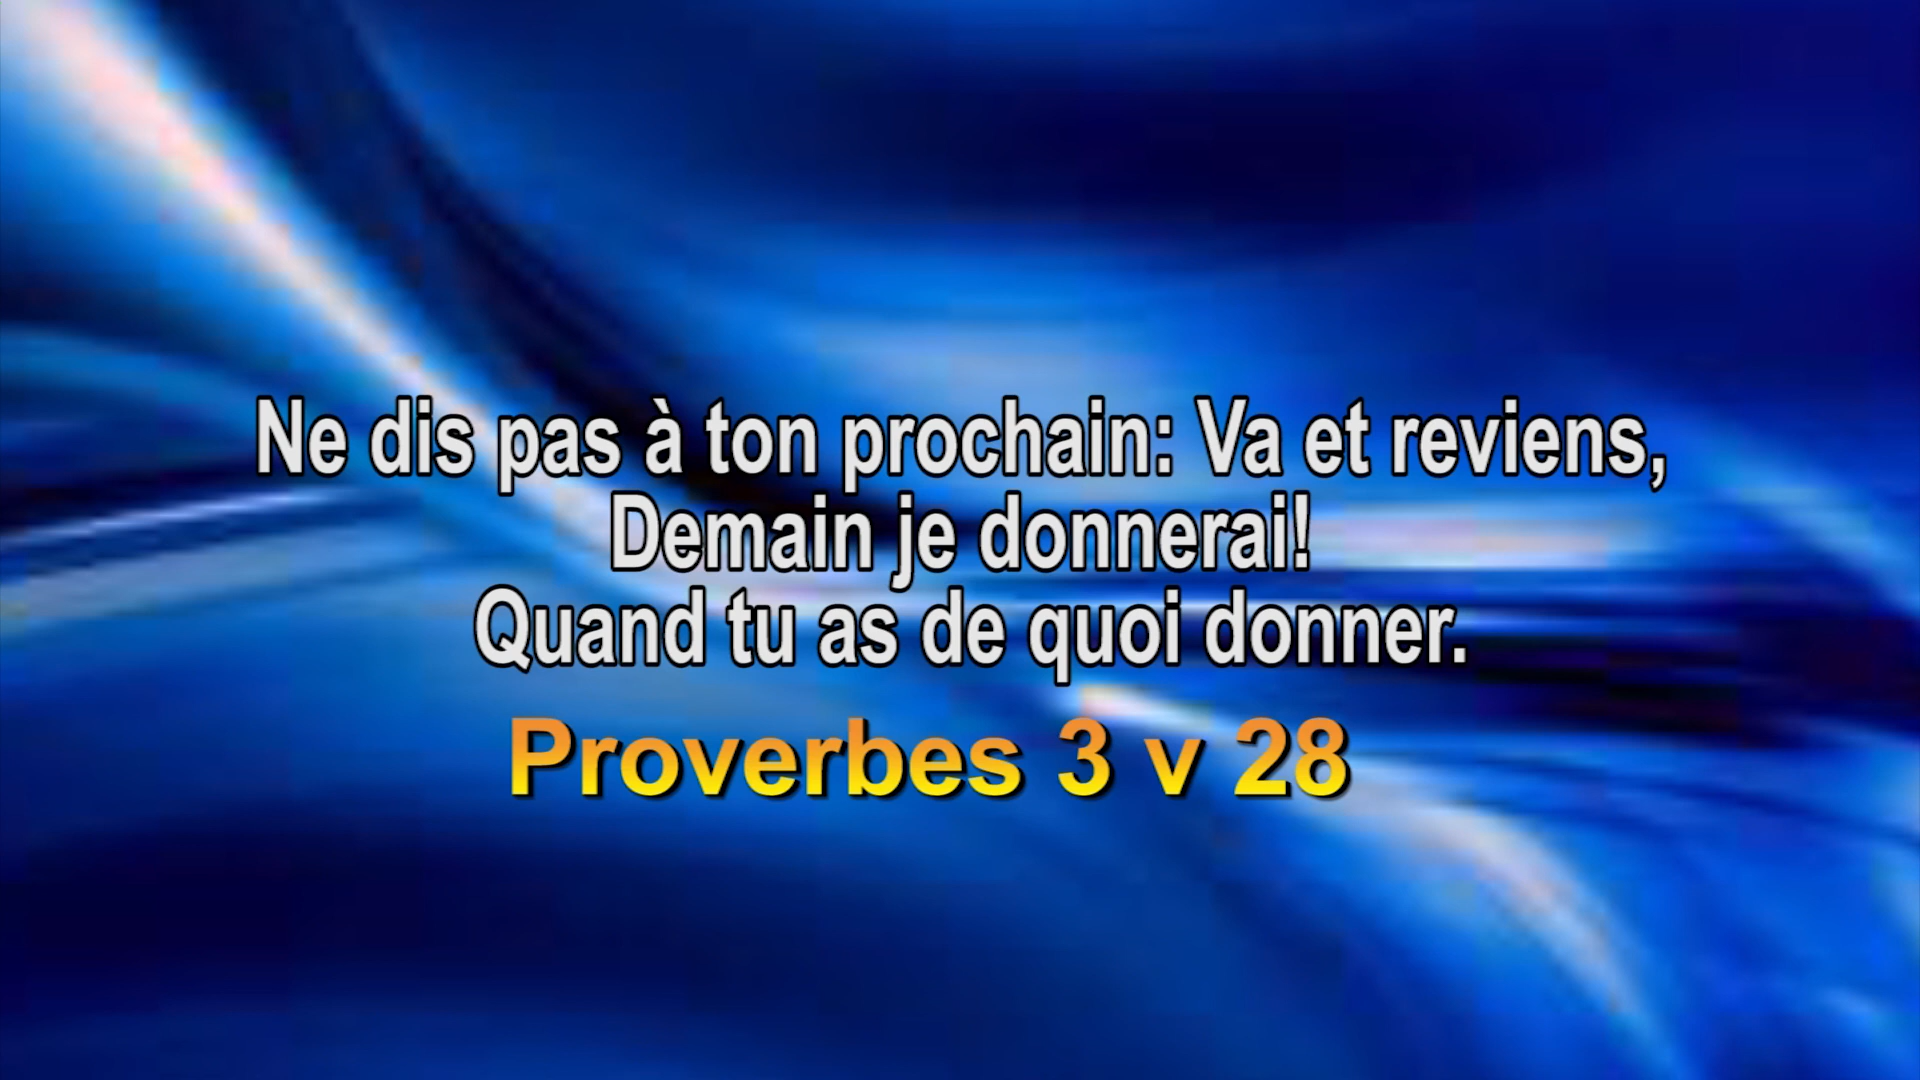 Ne dis pas à ton prochain: Va et reviens,
Demain je donnerai!
Quand tu as de quoi donner.
Proverbes 3 v 28